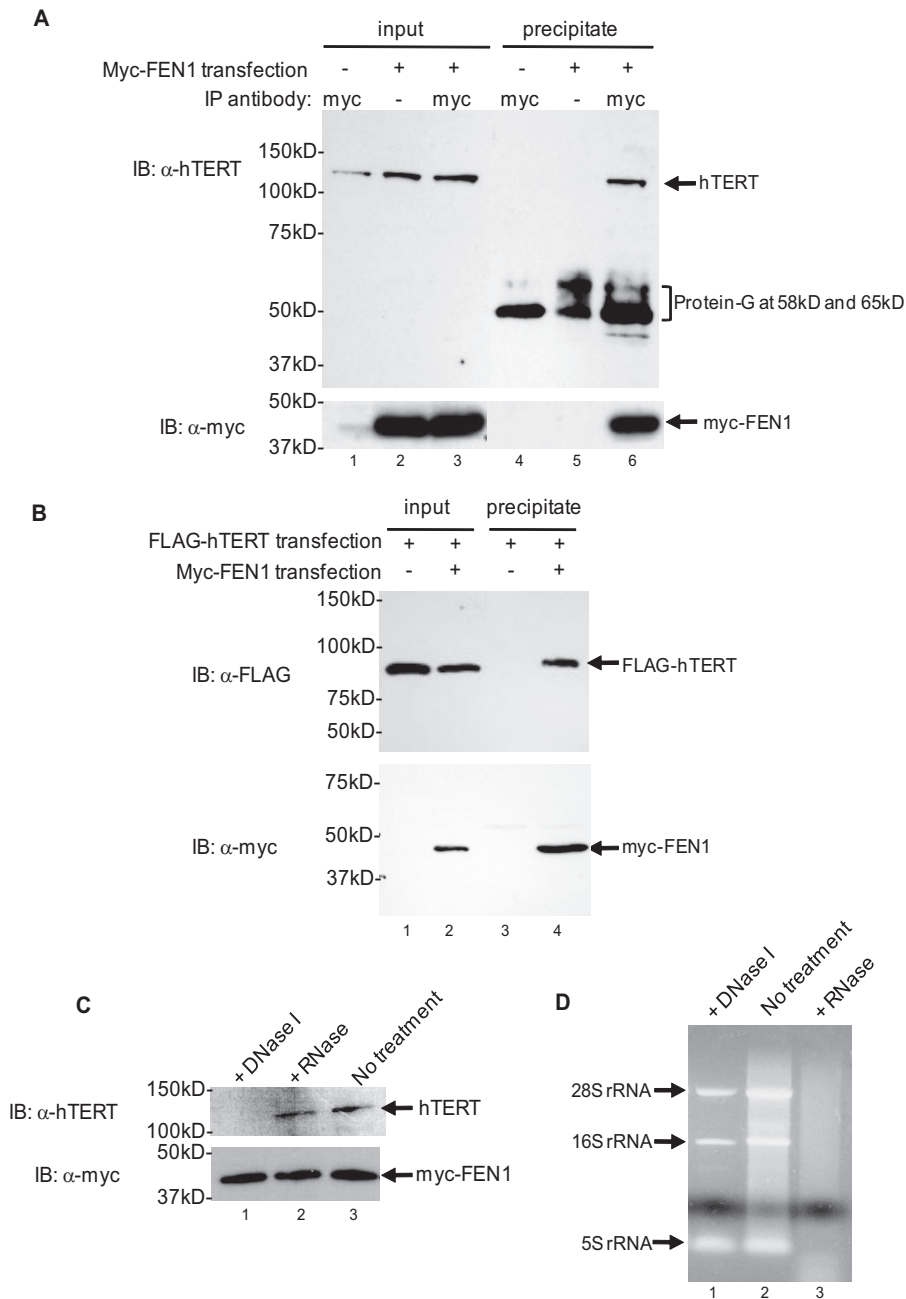 A
input precipitate
Myc-FEN1 transfection - + + - + +
IP antibody: myc - myc myc - myc
IB: α-hTERT
150kD-
100kD-
75kD-
50kD-
37kD-
hTERT
Protein-G at 58kD and 65kD
IB: α-myc
50kD-
37kD-
myc-FEN1
1 2 3 4 5 6
B
input precipitate
FLAG-hTERT transfection + + + +
Myc-FEN1 transfection - + - +
IB: α-FLAG
150kD-
100kD-
75kD-
50kD-
FLAG-hTERT
IB: α-myc
75kD-
50kD-
37kD-
myc-FEN1
1 2 3 4
C
+ DNase I
+ RNase
No treatment
IB: α-hTERT
150kD-
100kD-
hTERT
IB: α-myc
50kD-
37kD-
myc-FEN1
1 2 3
D
+ DNase I
No treatment
+ RNase
28S rRNA
16S rRNA
5S rRNA
1 2 3